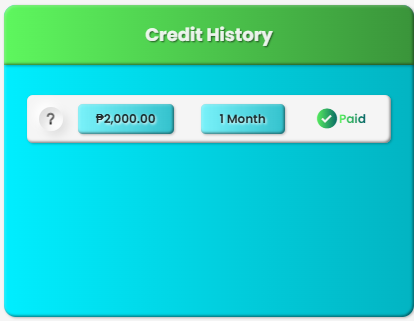 Credit History
? ₱2,000.00 1 Month Paid